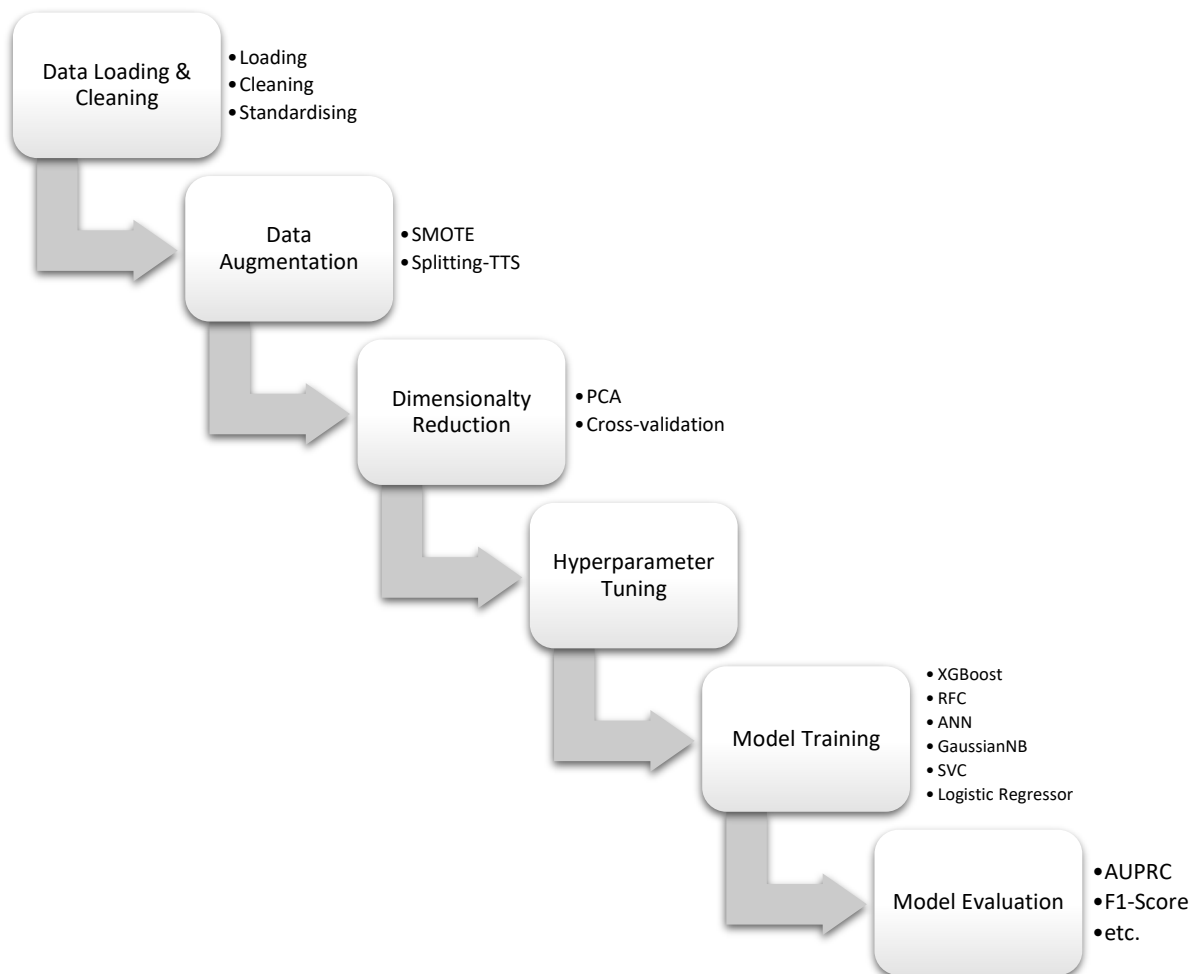 Data Loading &
Cleaning
•Loading
•Cleaning
•Standardising
Data
Augmentation
•SMOTE
•Splitting-TTS
Dimensionalty
Reduction
•PCA
•Cross-validation
Hyperparameter
Tuning
Model Training
•XGBoost
•RFC
•ANN
•GaussianNB
•SVC
•Logistic Regressor
Model Evaluation
•AUPRC
•F1-Score
•etc.